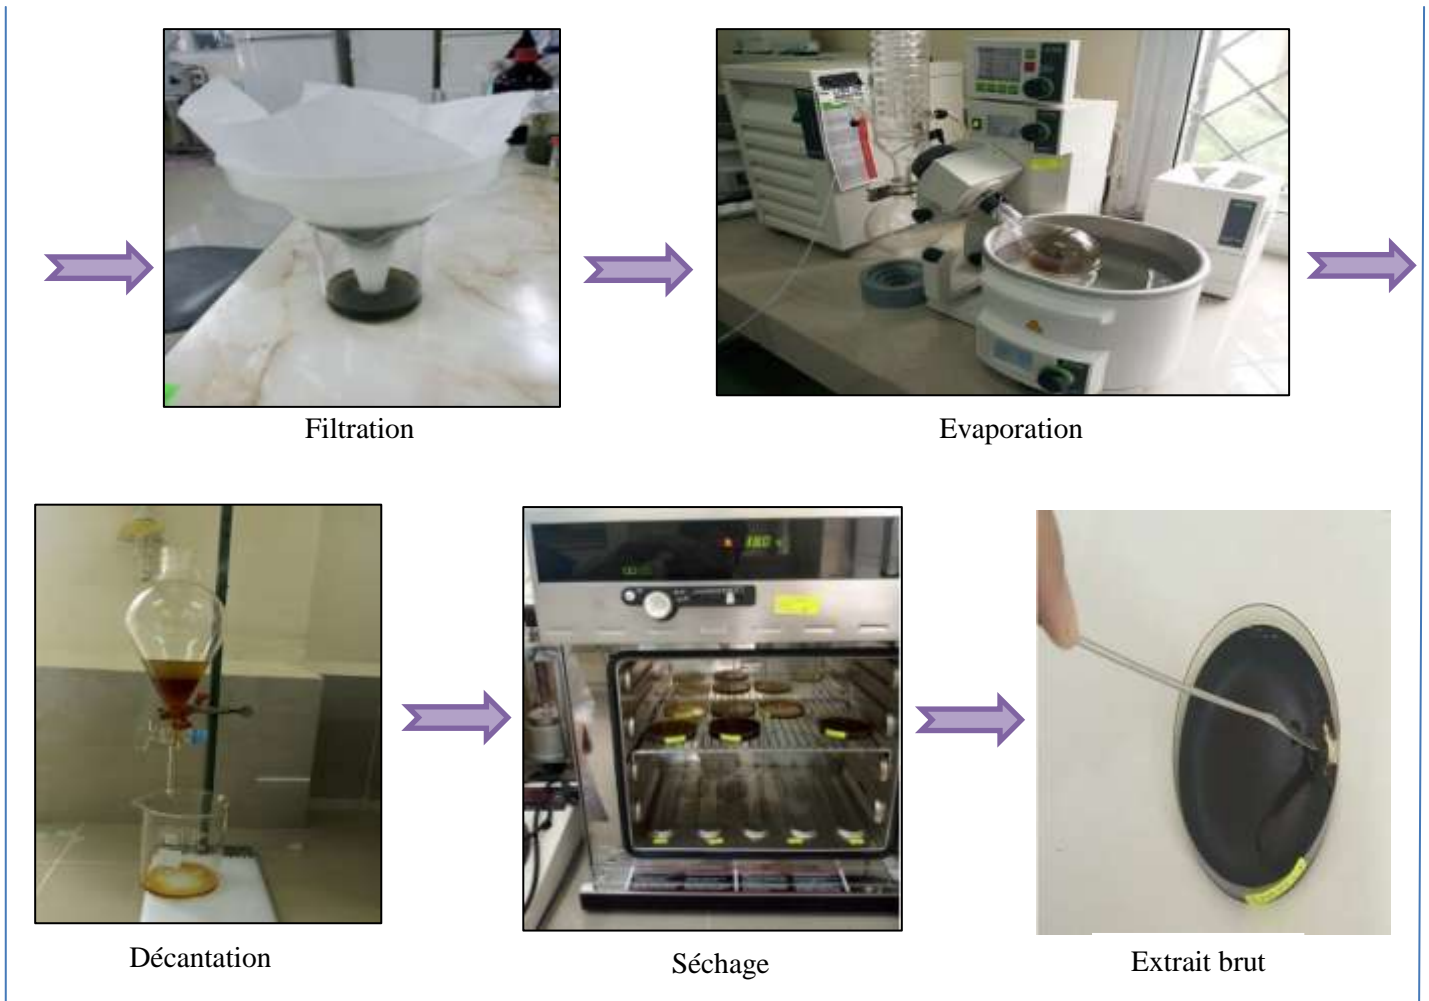 Filtration
Evaporation
Décantation
Séchage
Extrait brut